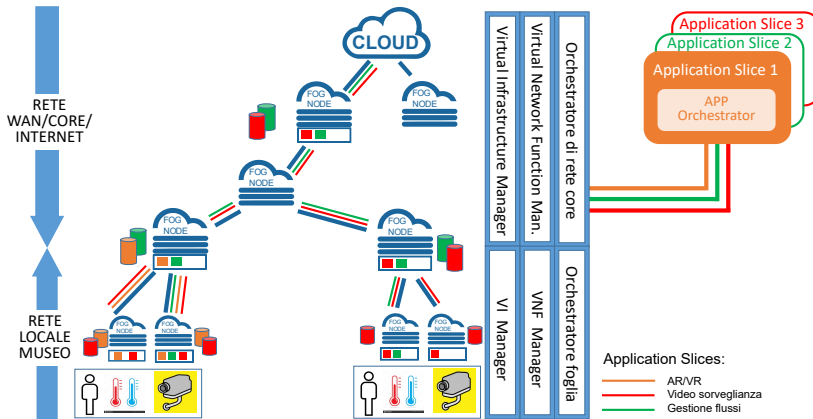 RETE
WAN/CORE/
INTERNET
RETE
LOCALE
MUSEO
CLOUD
FOG
NODE
FOG
NODE
FOG
NODE
FOG
NODE
FOG
NODE
FOG
NODE
FOG
NODE
FOG
NODE
FOG
NODE
Virtual Infrastructure Manager
Virtual Network Function Man.
Orchestratore di rete core
VI Manager
VNF Manager
Orchestratore foglia
Application Slice 3
Application Slice 2
Application Slice 1
APP
Orchestrator
Application Slices:
AR/VR
Video sorveglianza
Gestione flussi